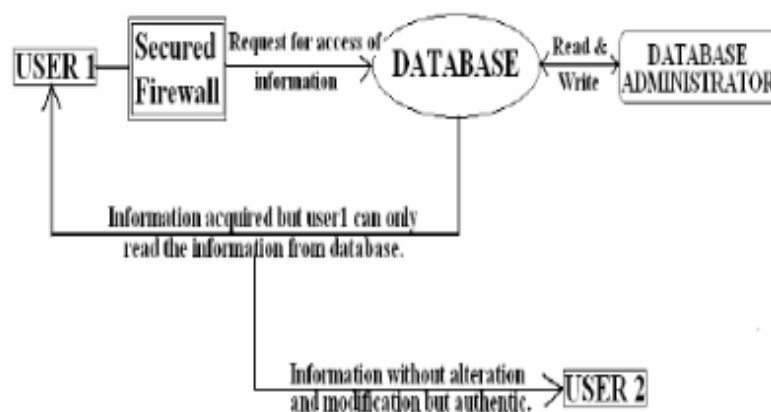 USER 1
Secured
Firewall
Request for access of
information
DATABASE
Read &
Write
DATABASE
ADMINISTRATOR
Information acquired but user1 can only
read the information from database.
Information without alteration
and modification but authentic.
USER 2